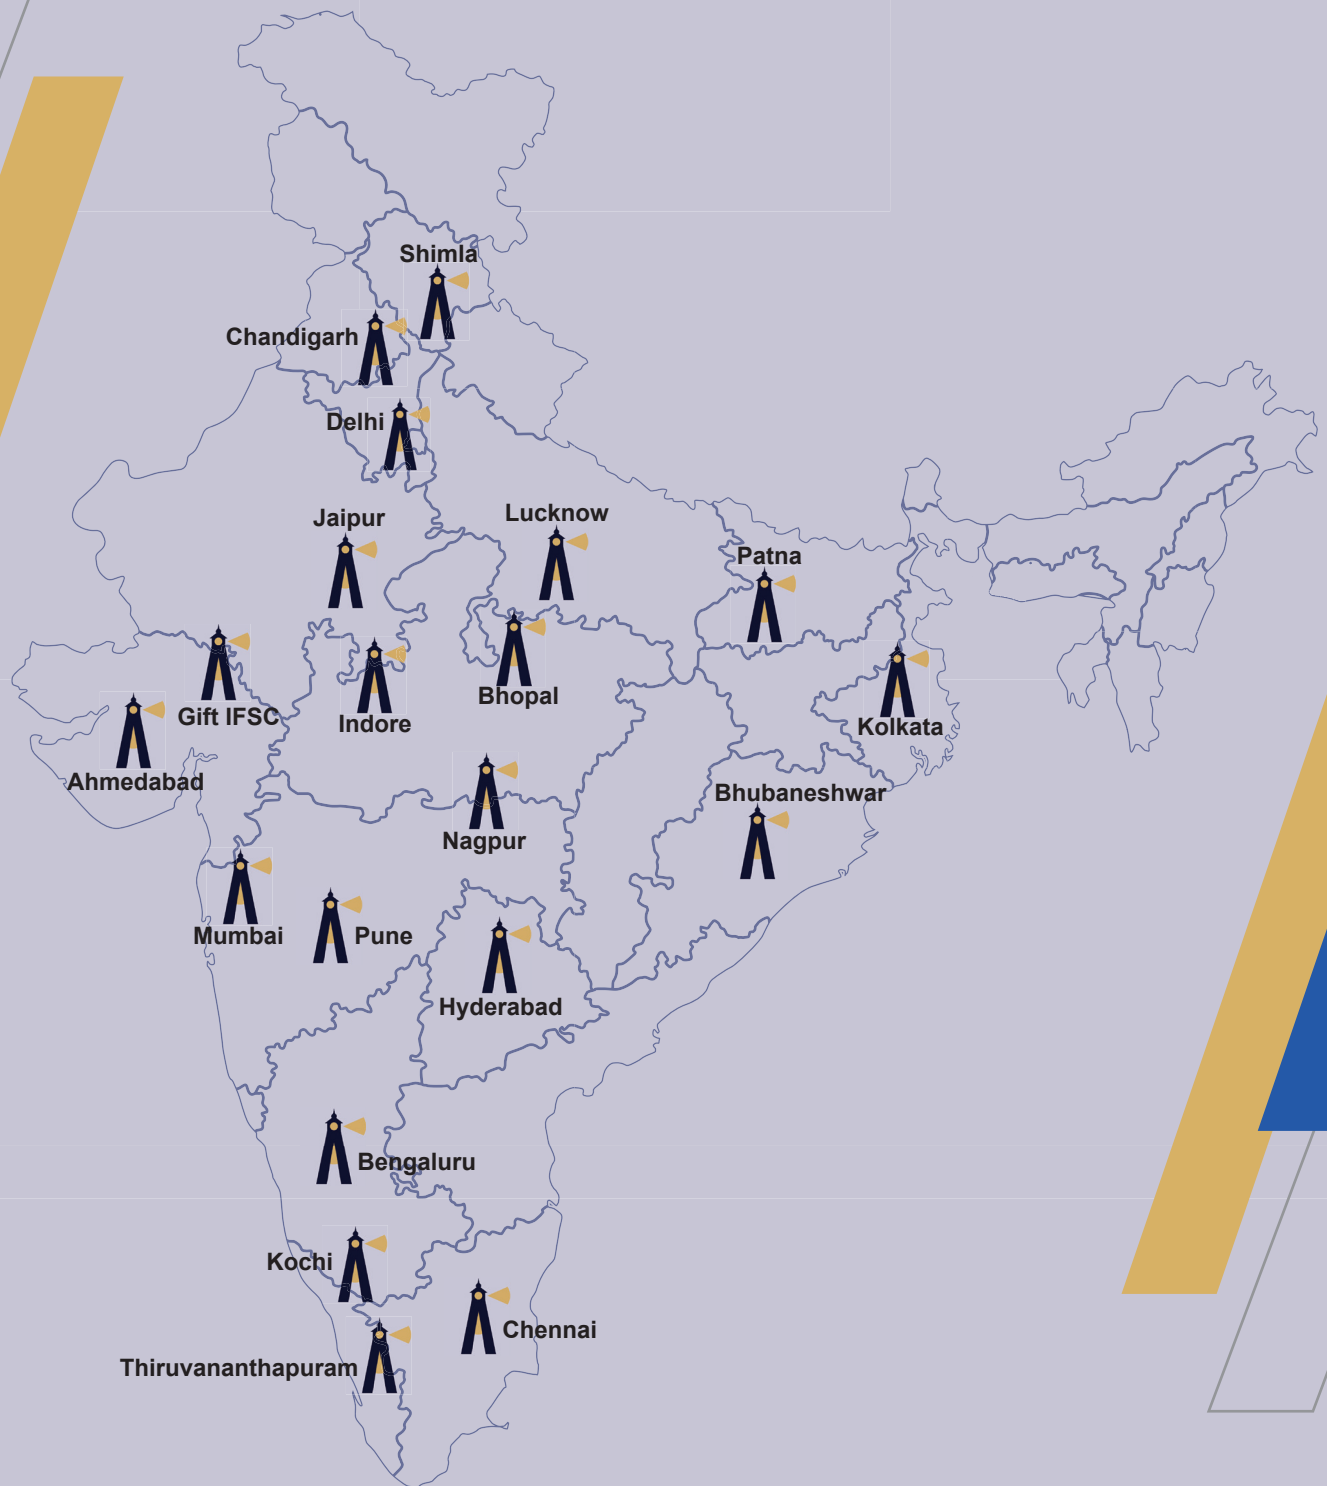 Shimla
Chandigarh
Delhi
Jaipur
Lucknow
Patna
Bhopal
Gift IFSC
Indore
Kolkata
Ahmedabad
Bhubaneshwar
Nagpur
Mumbai
Pune
Hyderabad
Bengaluru
Kochi
Chennai
Thiruvananthapuram